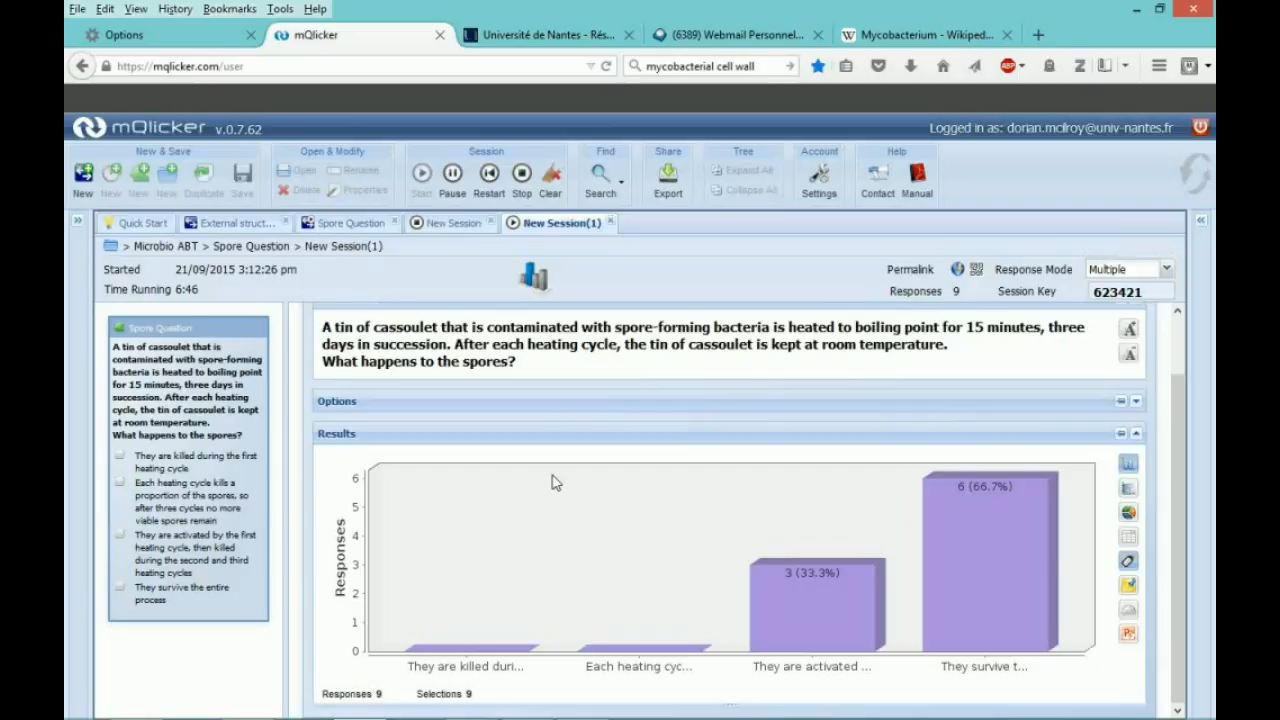 File Edit View History Bookmarks Tools Help
Options mQlicker Université de Nantes - Rés... (6389) Webmail Personnel... Mycobacterium - Wikiped...
https://mqlicker.com/user mycobacterial cell wall
mQlicker v.0.7.62 Logged in as: dorian.mcilroy@univ-nantes.fr
New & Save Open & Modify Session Find Share Tree Account Help
Open Rename Expand All
Delete Properties Collapse All
New New New New Duplicate Save Start Pause Restart Stop Clear Search Export Settings Contact Manual
Quick Start External struct... Spore Question New Session New Session(1)
> Microbio ABT > Spore Question > New Session(1)
Started 21/09/2015 3:12:26 pm Permalink Response Mode Multiple
Time Running 6:46 Responses 9 Session Key 623421
Spore Question
A tin of cassoulet that is
contaminated with spore-forming
bacteria is heated to boiling point
for 15 minutes, three days in
succession. After each heating
cycle, the tin of cassoulet is kept
at room temperature.
What happens to the spores?
They are killed during the first
heating cycle
Each heating cycle kills a
proportion of the spores, so
after three cycles no more
viable spores remain
They are activated by the first
heating cycle, then killed
during the second and third
heating cycles
They survive the entire
process
A tin of cassoulet that is contaminated with spore-forming bacteria is heated to boiling point for 15 minutes, three
days in succession. After each heating cycle, the tin of cassoulet is kept at room temperature.
What happens to the spores?
Options
Results
Responses
6
5
4
3
2
1
0
3 (33.3%)
6 (66.7%)
They are killed duri... Each heating cyc... They are activated ... They survive t...
Responses 9 Selections 9